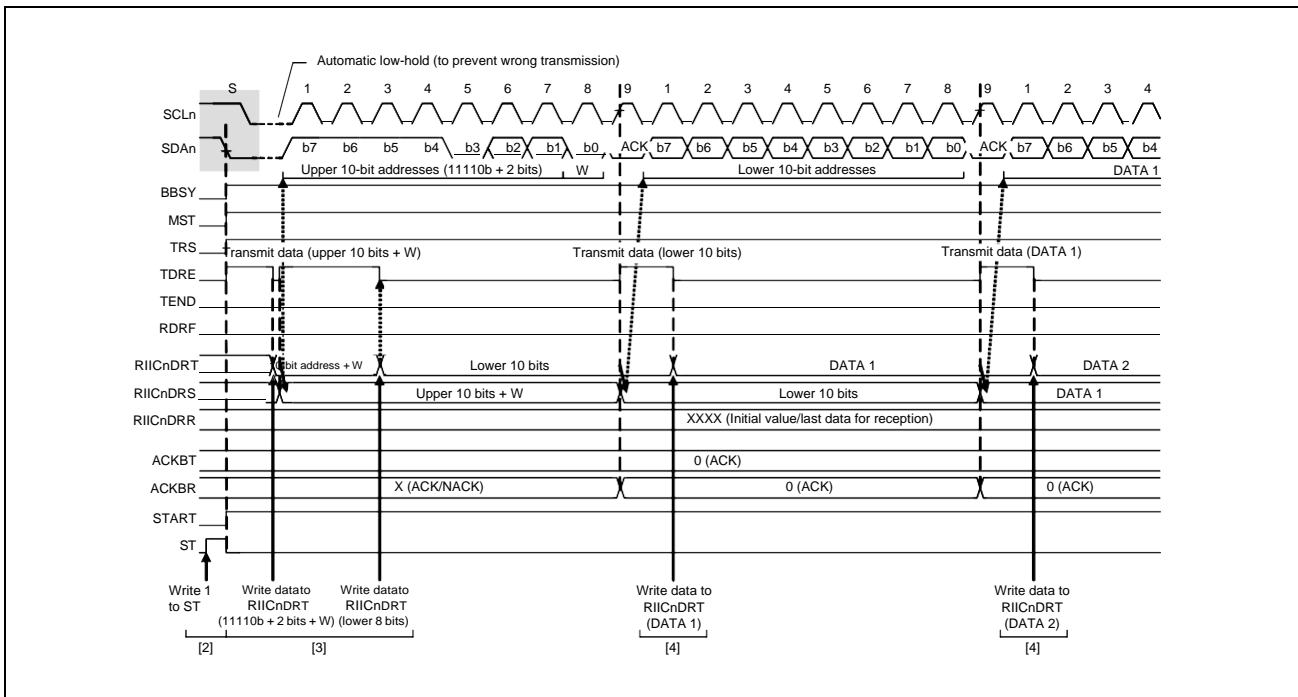 Automatic low-hold (to prevent wrong transmission)
S 1 2 3 4 5 6 7 8 9 1 2 3 4 5 6 7 8 9 1 2 3 4
SCLn
SDAn b7 b6 b5 b4 b3 b2 b1 b0 ACK b7 b6 b5 b4 b3 b2 b1 b0 ACK b7 b6 b5 b4
Upper 10-bit addresses (11110b + 2 bits) W Lower 10-bit addresses DATA 1
BBSY
MST
TRS
Transmit data (upper 10 bits + W) Transmit data (lower 10 bits) Transmit data (DATA 1)
TDRE
TEND
RDRF
RIICnDRT bit address + W Lower 10 bits DATA 1 DATA 2
RIICnDRS Upper 10 bits + W Lower 10 bits DATA 1
RIICnDRR XXXX (Initial value/last data for reception)
ACKBT 0 (ACK)
ACKBR X (ACK/NACK) 0 (ACK) 0 (ACK)
START
ST
Write 1 Write datato Write datato Write data to Write data to
to ST RIICnDRT RIICnDRT RIICnDRT RIICnDRT
(11110b + 2 bits + W) (lower 8 bits) (DATA 1) (DATA 2)
[2] [3] [4] [4]